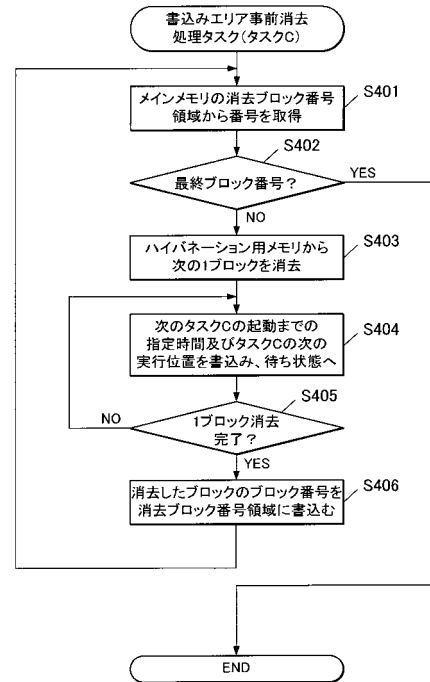 書込みエリア事前消去
処理タスク(タスクC)
メインメモリの消去ブロック番号
領域から番号を取得
S401
S402
最終ブロック番号?
YES
NO
ハイバネーション用メモリから
次の1ブロックを消去
S403
次のタスクCの起動までの
指定時間及びタスクCの次の
実行位置を書込み、待ち状態へ
S404
S405
1ブロック消去
完了?
NO
YES
消去したブロックのブロック番号を
消去ブロック番号領域に書込む
S406
END